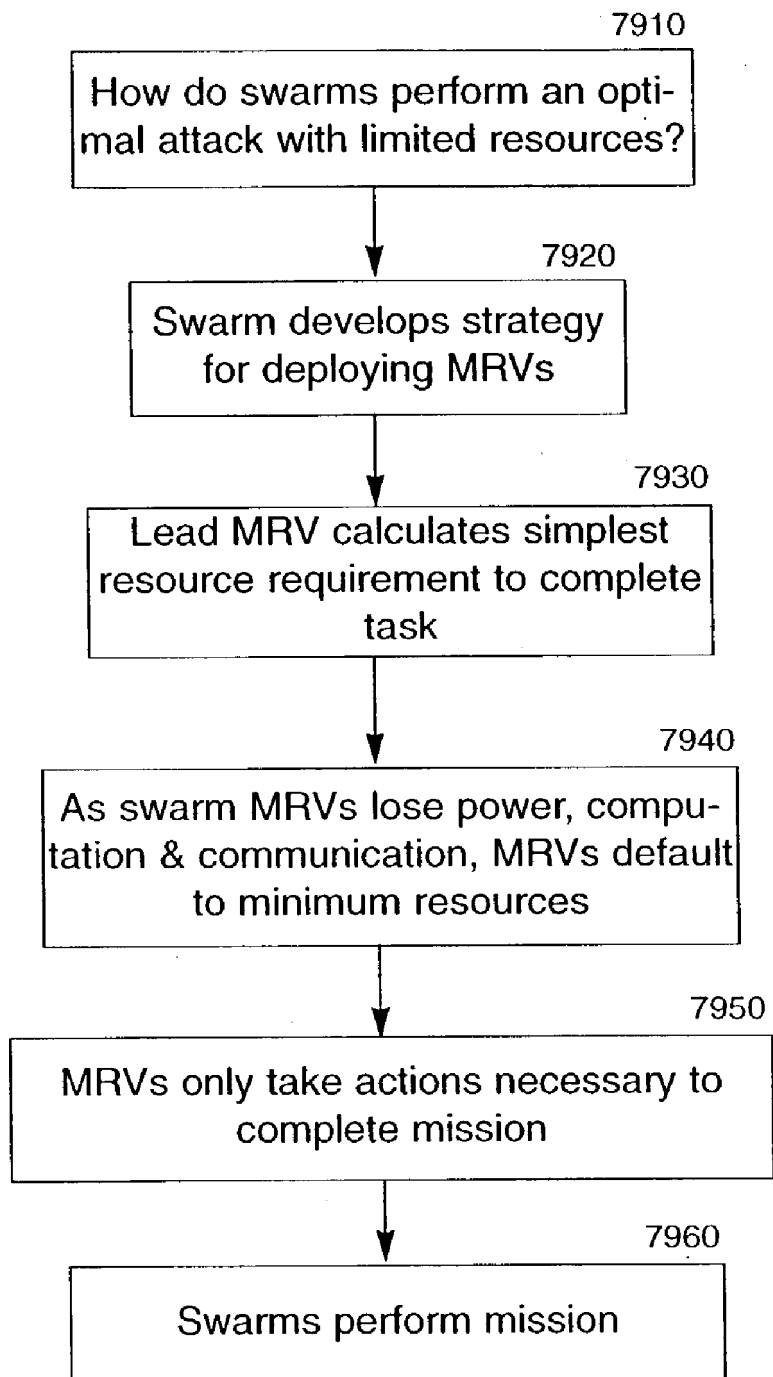 7910
How do swarms perform an opti-
mal attack with limited resources?
7920
Swarm develops strategy
for deploying MRVs
7930
Lead MRV calculates simplest
resource requirement to complete
task
7940
As swarm MRVs lose power, compu-
tation & communication, MRVs default
to minimum resources
7950
MRVs only take actions necessary to
complete mission
7960
Swarms perform mission